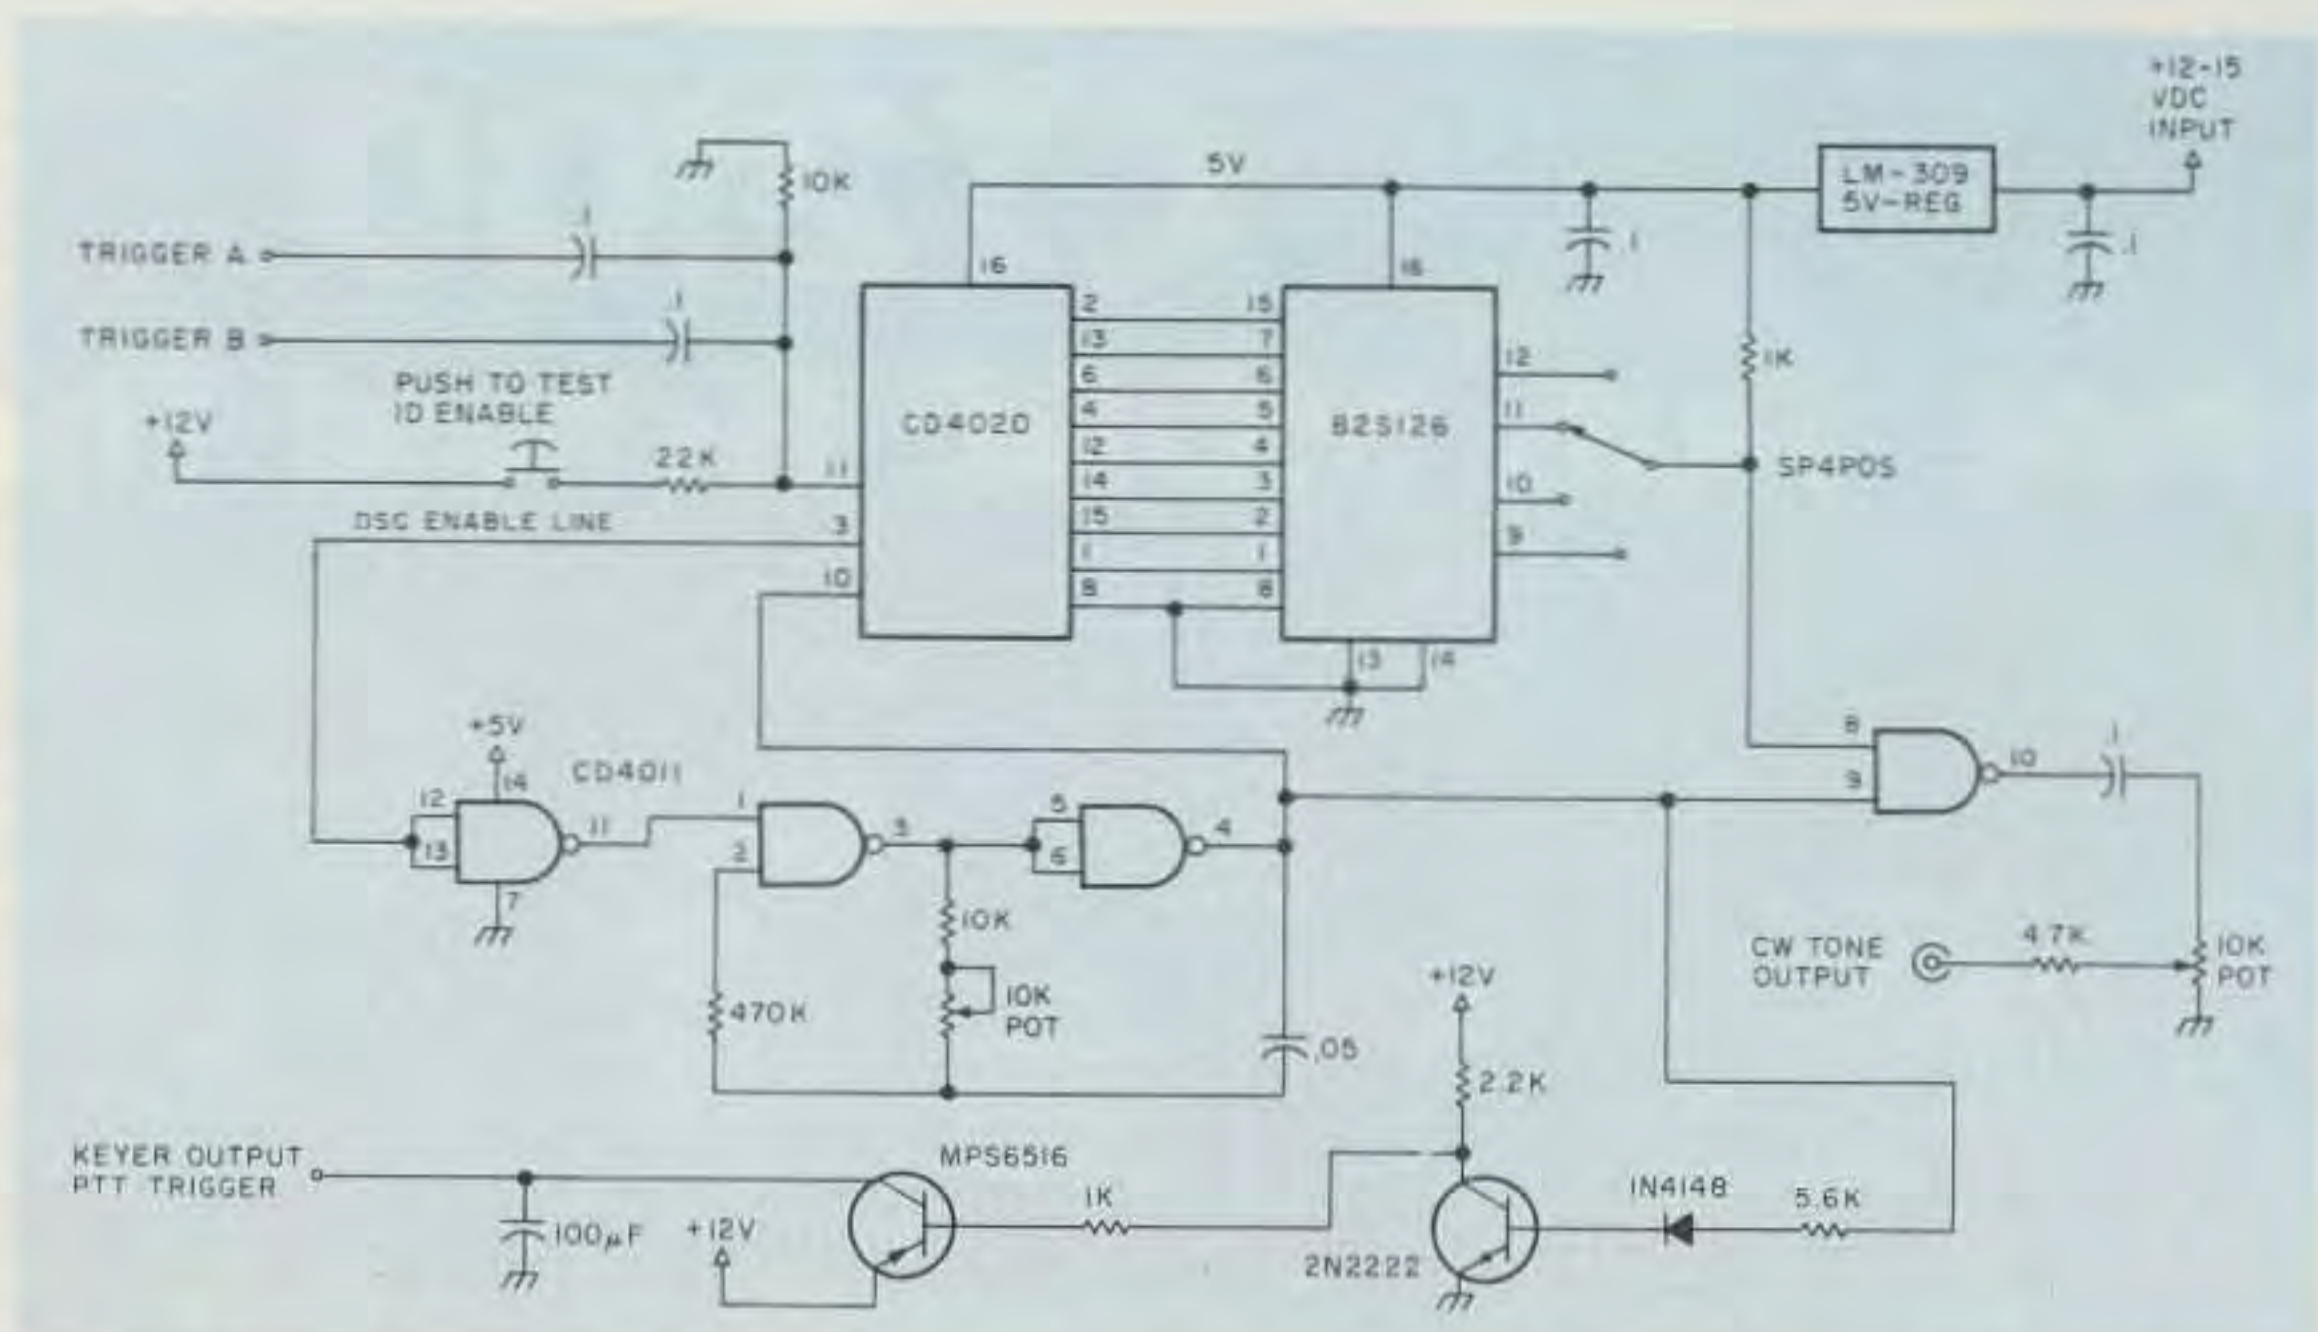 +12-15
VDC
INPUT
10K
5V
LM-309
5V-REG
.1
TRIGGER A
.1
.1
.1
TRIGGER B
PUSH TO TEST
ID ENABLE
+12V
22K
11
16
16
2
15
13
7
6
6
4
5
12
4
14
3
15
2
1
1
8
8
CD4020
82S126
12
11
10
9
1K
SP4POS
OSC ENABLE LINE
3
10
13
14
+5V
14
CD4011
12
13
11
7
1
2
3
5
6
4
8
9
10
.1
10K
10K
POT
470K
.05
CW TONE
OUTPUT
4.7K
10K
POT
+12V
2.2K
KEYER OUTPUT
PTT TRIGGER
MPS6516
1K
1N4148
5.6K
100µF
+12V
2N2222